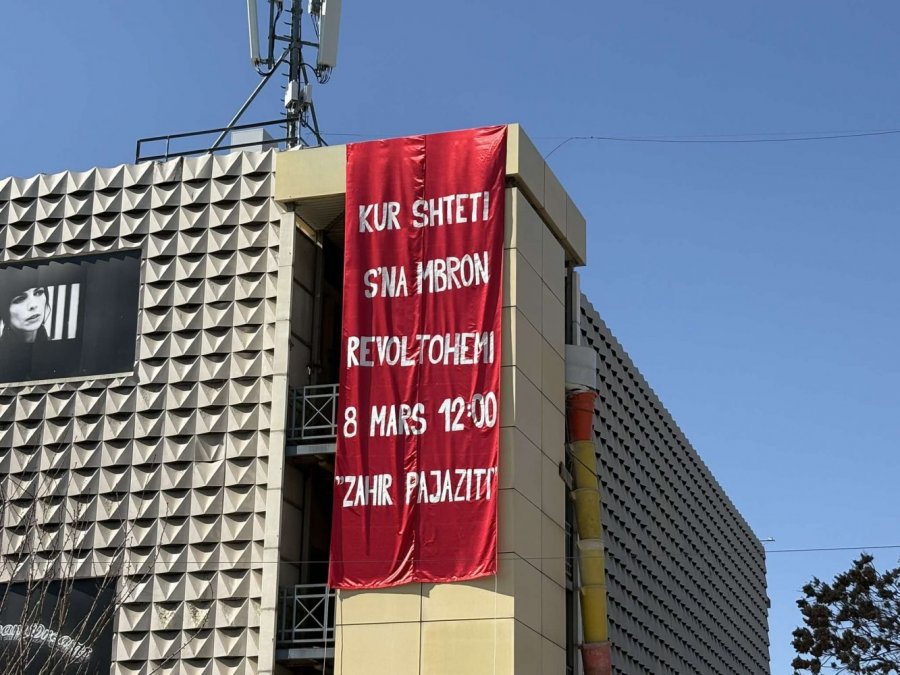 KUR SHTETI
S'NA MBRON
REVOLTOHEMI
8 MARS 12:00
"ZAHIR PAJAZITI"